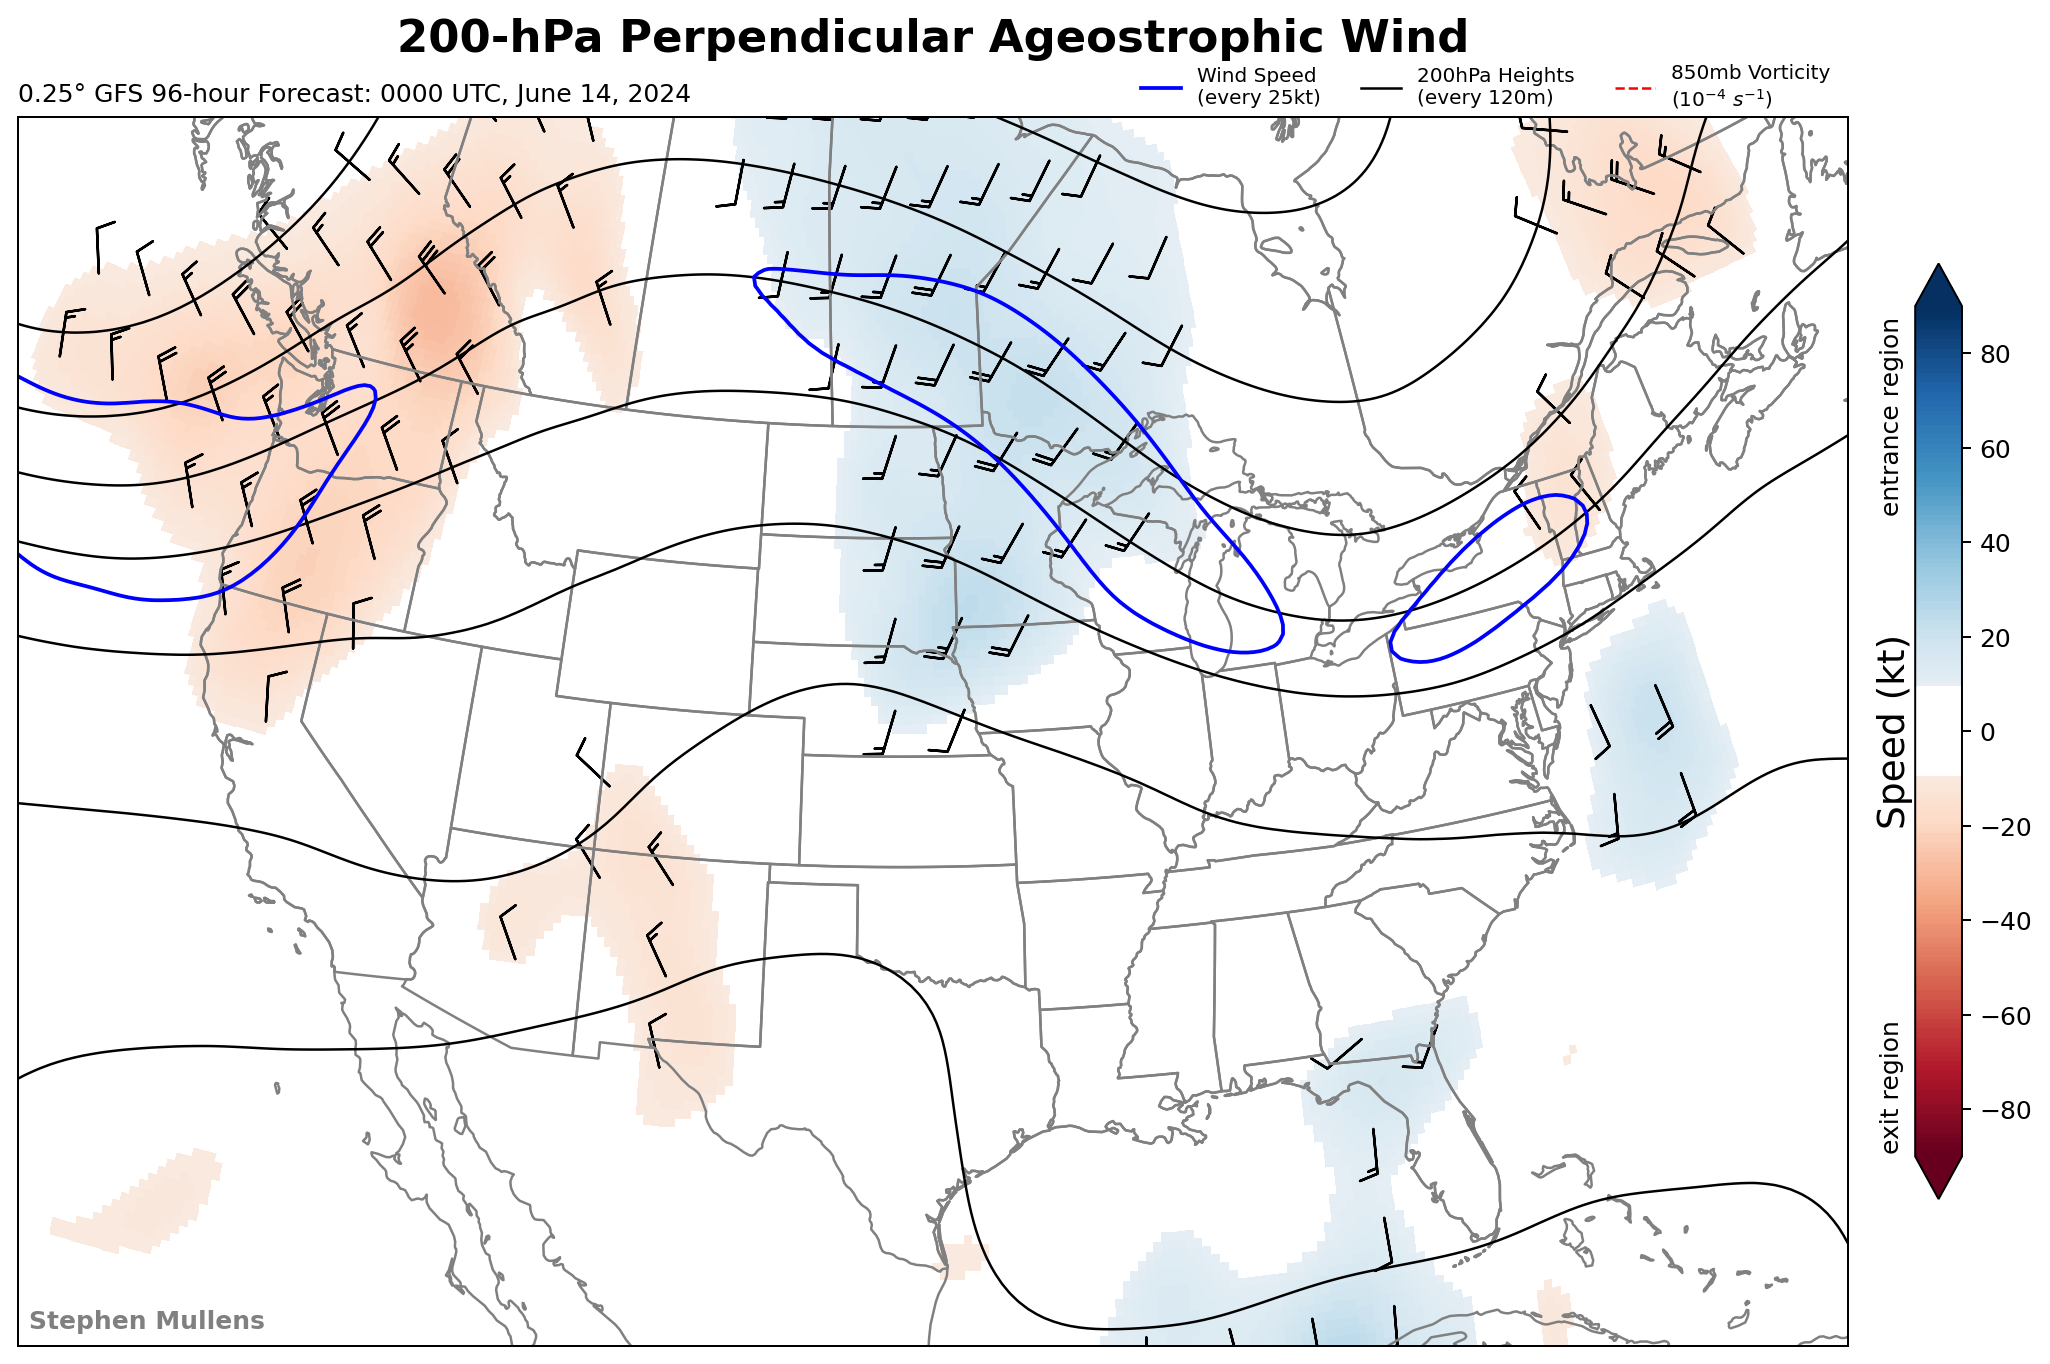 200-hPa Perpendicular Ageostrophic Wind
0.25° GFS 96-hour Forecast: 0000 UTC, June 14, 2024
Wind Speed
(every 25kt)
200hPa Heights
(every 120m)
850mb Vorticity
(10⁻⁴ s⁻¹)
entrance region
Speed (kt)
exit region
80
60
40
20
0
−20
−40
−60
−80
Stephen Mullens